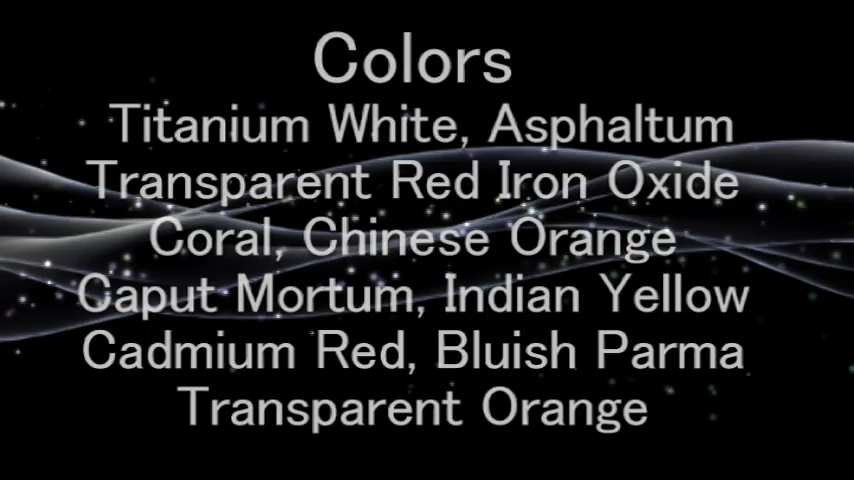 Colors
Titanium White, Asphaltum
Transparent Red Iron Oxide
Coral, Chinese Orange
Caput Mortum, Indian Yellow
Cadmium Red, Bluish Parma
Transparent Orange